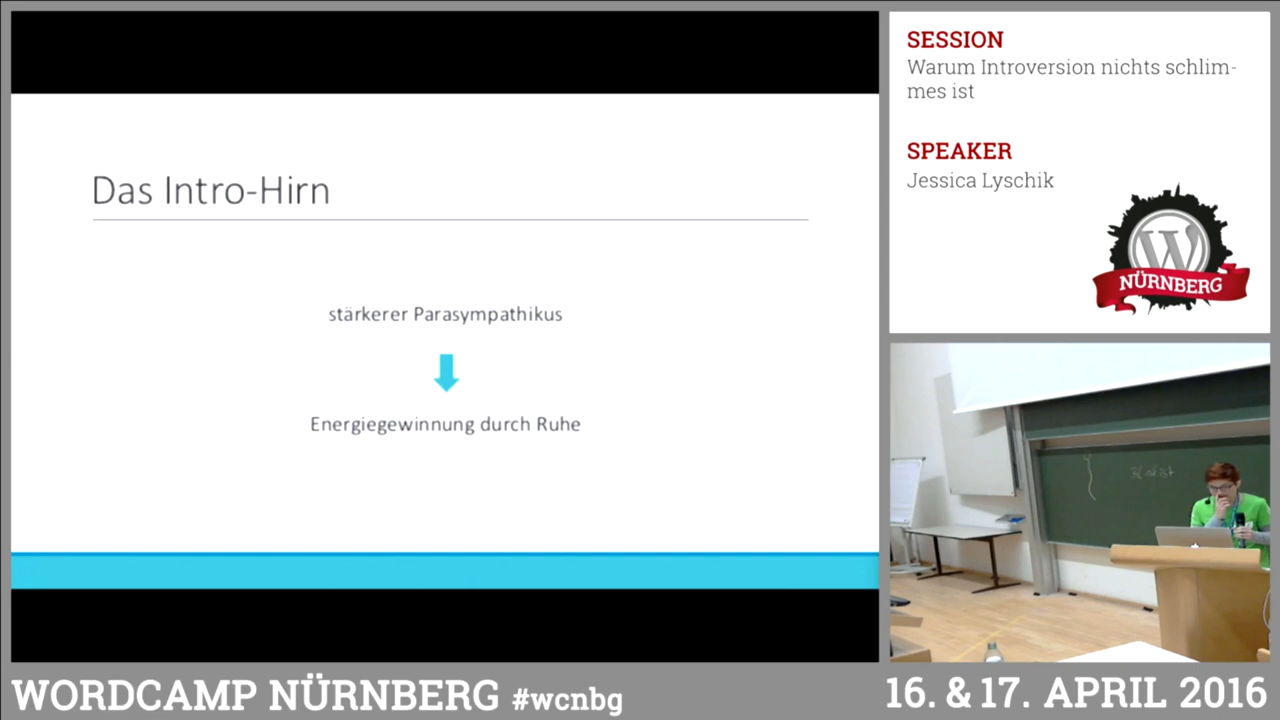 Das Intro-Hirn
stärkerer Parasympathikus
Energiegewinnung durch Ruhe
SESSION
Warum Introversion nichts schlim-
mes ist
SPEAKER
Jessica Lyschik
W
NÜRNBERG
WORDCAMP NÜRNBERG #wcnbg
16. & 17. APRIL 2016